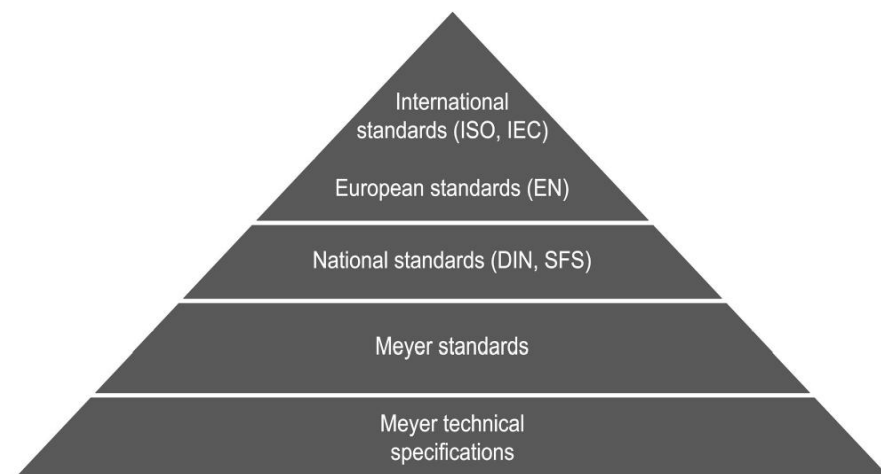 International
standards (ISO, IEC)
European standards (EN)
National standards (DIN, SFS)
Meyer standards
Meyer technical
specifications